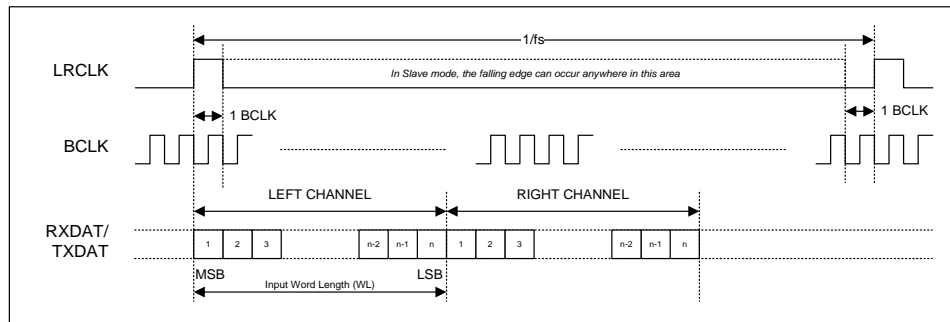 1/fs
LRCLK
In Slave mode, the falling edge can occur anywhere in this area
1 BCLK
1 BCLK
BCLK
LEFT CHANNEL
RIGHT CHANNEL
RXDAT/
TXDAT
1 2 3 n-2 n-1 n 1 2 3 n-2 n-1 n
MSB LSB
Input Word Length (WL)